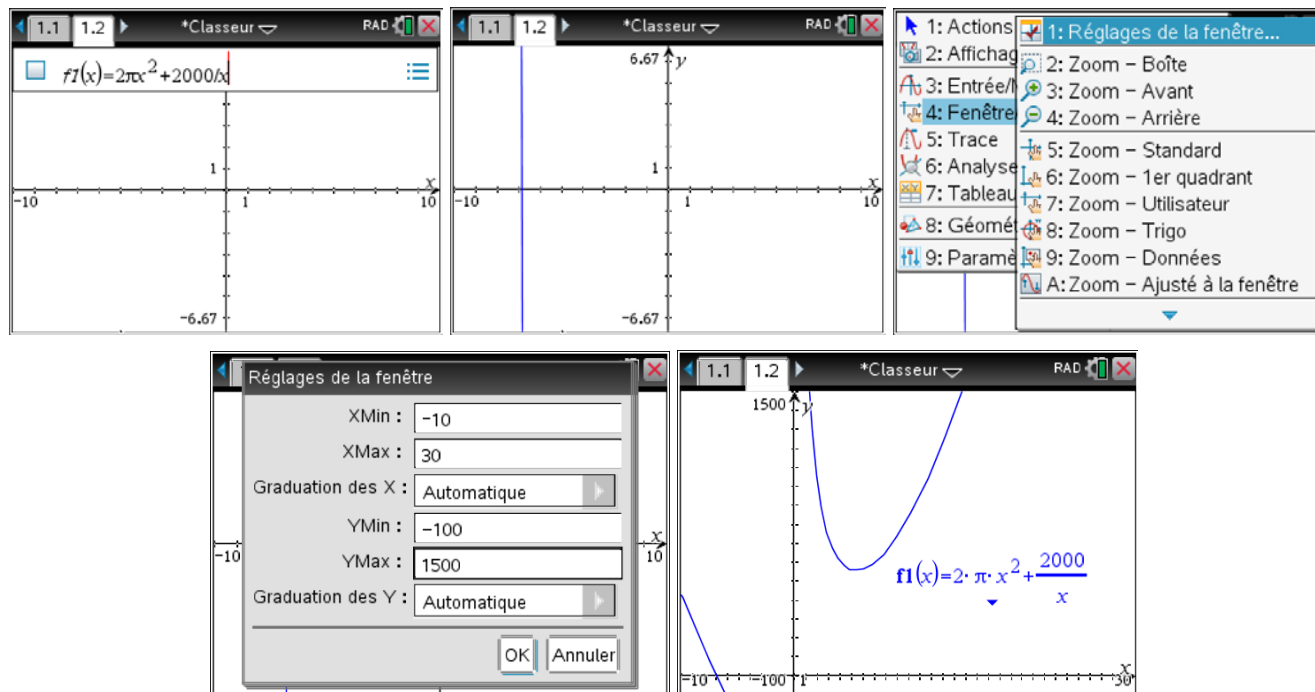 1.1 1.2 *Classeur RAD
f1(x)=2πx²+2000/x
1
x
-10 1 10
-6.67
1.1 1.2 *Classeur RAD
6.67 y
1
x
-10 1 10
-6.67
1: Actions
2: Affichag
3: Entrée/
4: Fenêtre
5: Trace
6: Analyse
7: Tableau
8: Géomét
9: Paramè
1: Réglages de la fenêtre...
2: Zoom – Boîte
3: Zoom – Avant
4: Zoom – Arrière
5: Zoom – Standard
6: Zoom – 1er quadrant
7: Zoom – Utilisateur
8: Zoom – Trigo
9: Zoom – Données
A: Zoom – Ajusté à la fenêtre
Réglages de la fenêtre
XMin : -10
XMax : 30
Graduation des X : Automatique
YMin : -100
YMax : 1500
Graduation des Y : Automatique
OK Annuler
-10
x
10
1.1 1.2 *Classeur RAD
1500 y
f1(x)=2·π·x²+2000/x
x
-10 -100 1 30